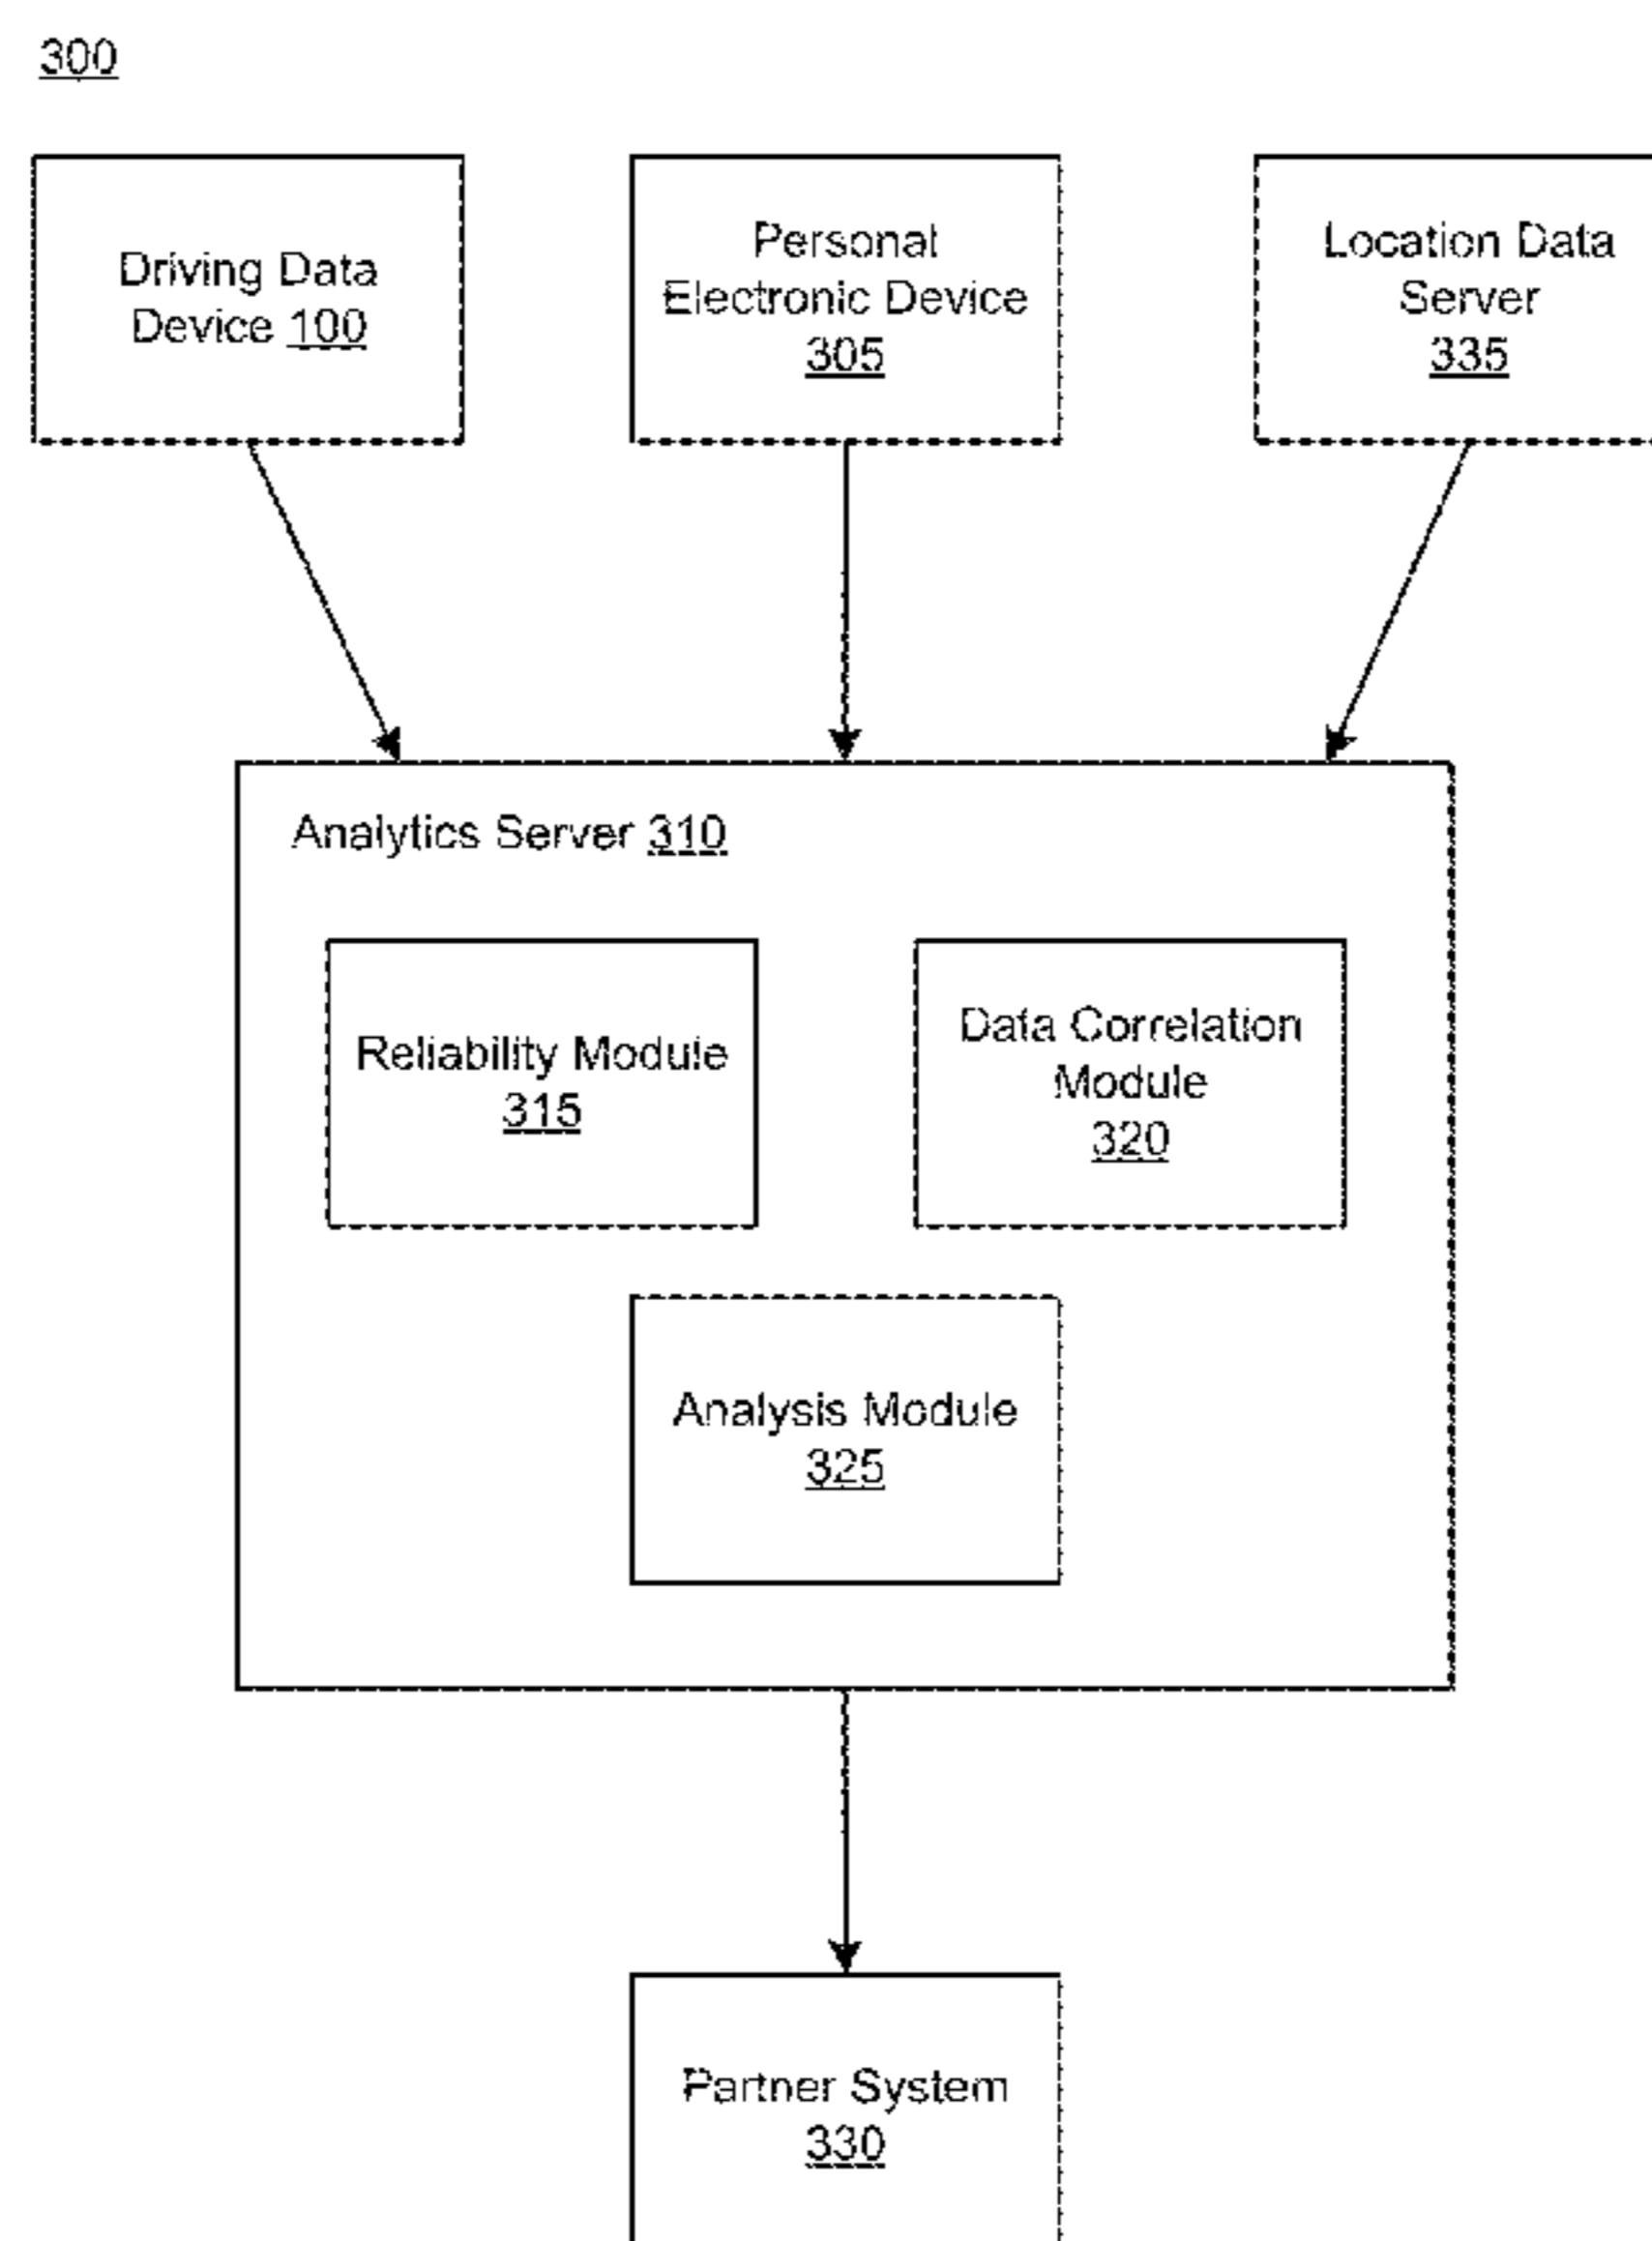 300
Driving Data
Device 100
Personal
Electronic Device
305
Location Data
Server
335
Analytics Server 310
Reliability Module
315
Data Correlation
Module
320
Analysis Module
325
Partner System
330